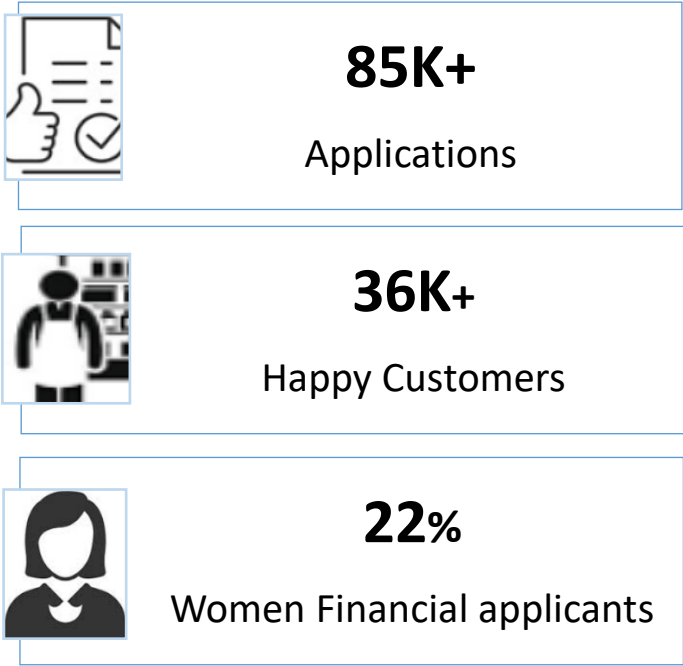 85K+
Applications
36K+
Happy Customers
22%
Women Financial applicants